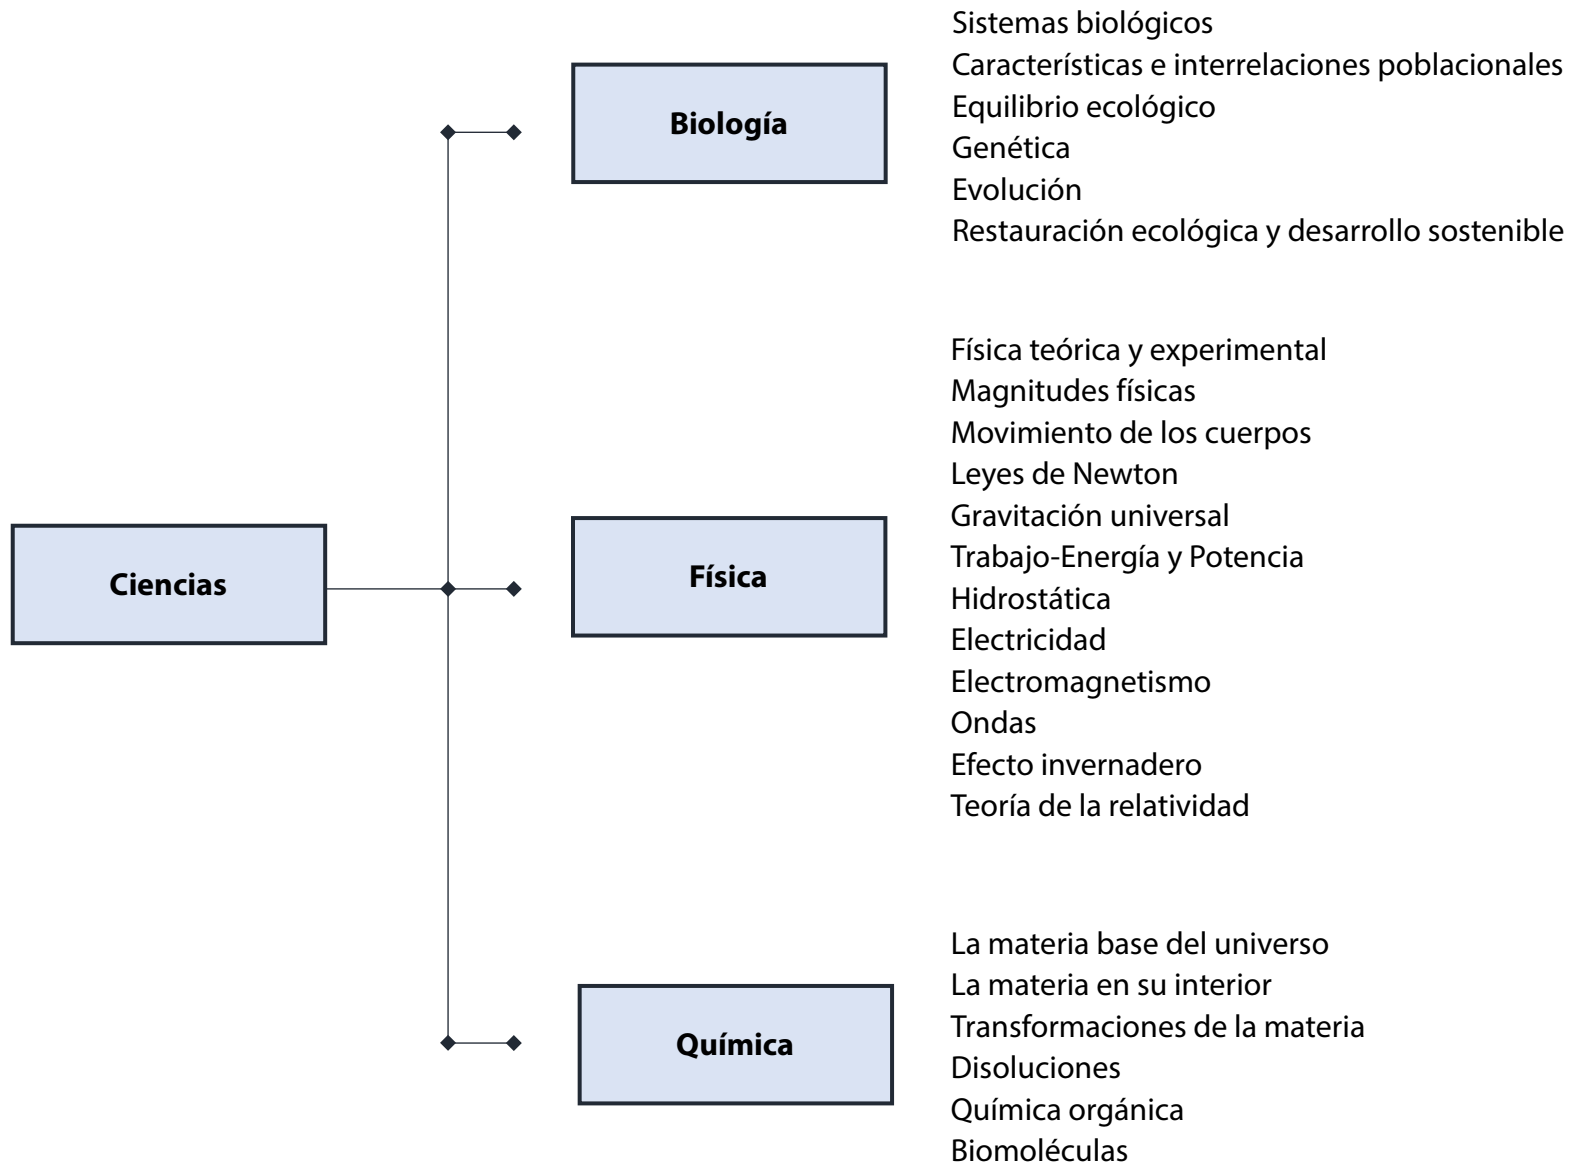 Ciencias
Biología
Sistemas biológicos
Características e interrelaciones poblacionales
Equilibrio ecológico
Genética
Evolución
Restauración ecológica y desarrollo sostenible
Física
Física teórica y experimental
Magnitudes físicas
Movimiento de los cuerpos
Leyes de Newton
Gravitación universal
Trabajo-Energía y Potencia
Hidrostática
Electricidad
Electromagnetismo
Ondas
Efecto invernadero
Teoría de la relatividad
Química
La materia base del universo
La materia en su interior
Transformaciones de la materia
Disoluciones
Química orgánica
Biomoléculas